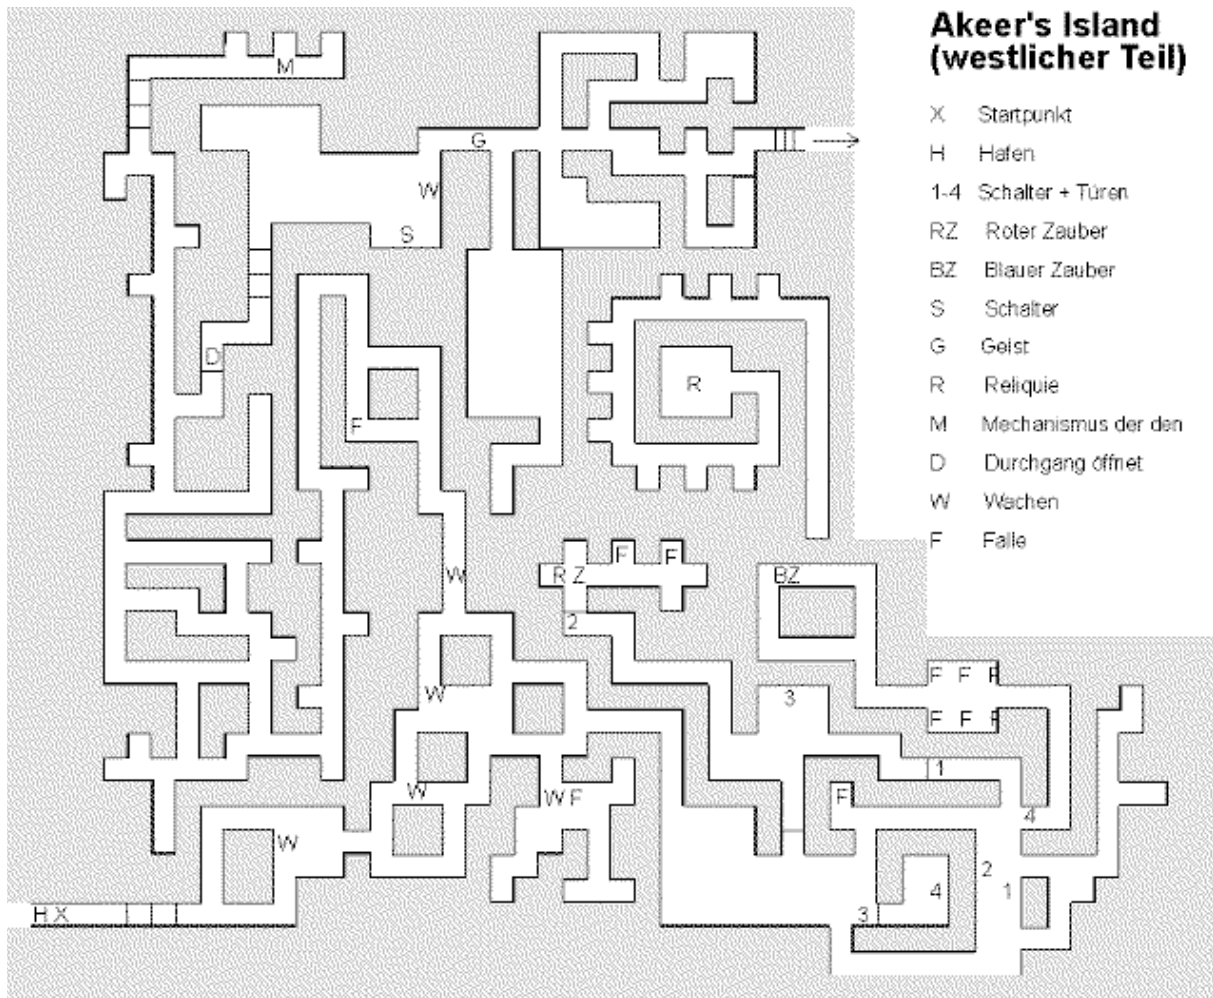 Akeer's Island
(westlicher Teil)
X Startpunkt
H Hafen
1-4 Schalter + Türen
RZ Roter Zauber
BZ Blauer Zauber
S Schalter
G Geist
R Reliquie
M Mechanismus der den
D Durchgang öffnet
W Wachen
F Falle
M
G
W
S
D
R
F
W
F F
RZ
BZ
2
F F F
W
3
F F F
1
W
W F
F
4
W
2
4
1
H X
3